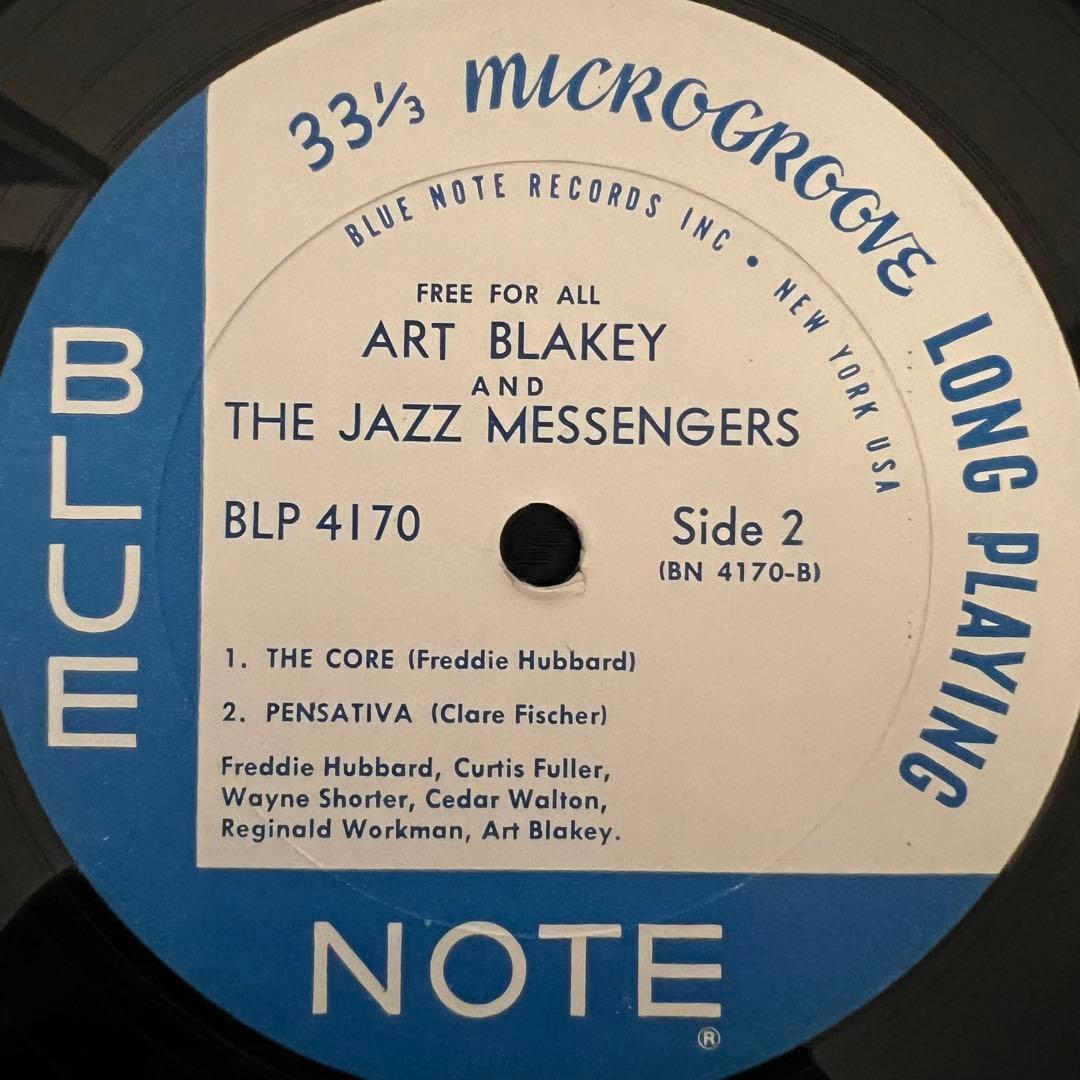 33⅓ MICROGROOVE LONG PLAYING
BLUE NOTE RECORDS INC • NEW YORK USA
FREE FOR ALL
ART BLAKEY
AND
THE JAZZ MESSENGERS
BLP 4170
Side 2
(BN 4170-B)
1. THE CORE (Freddie Hubbard)
2. PENSATIVA (Clare Fischer)
Freddie Hubbard, Curtis Fuller,
Wayne Shorter, Cedar Walton,
Reginald Workman, Art Blakey.
BLUE
NOTE
®